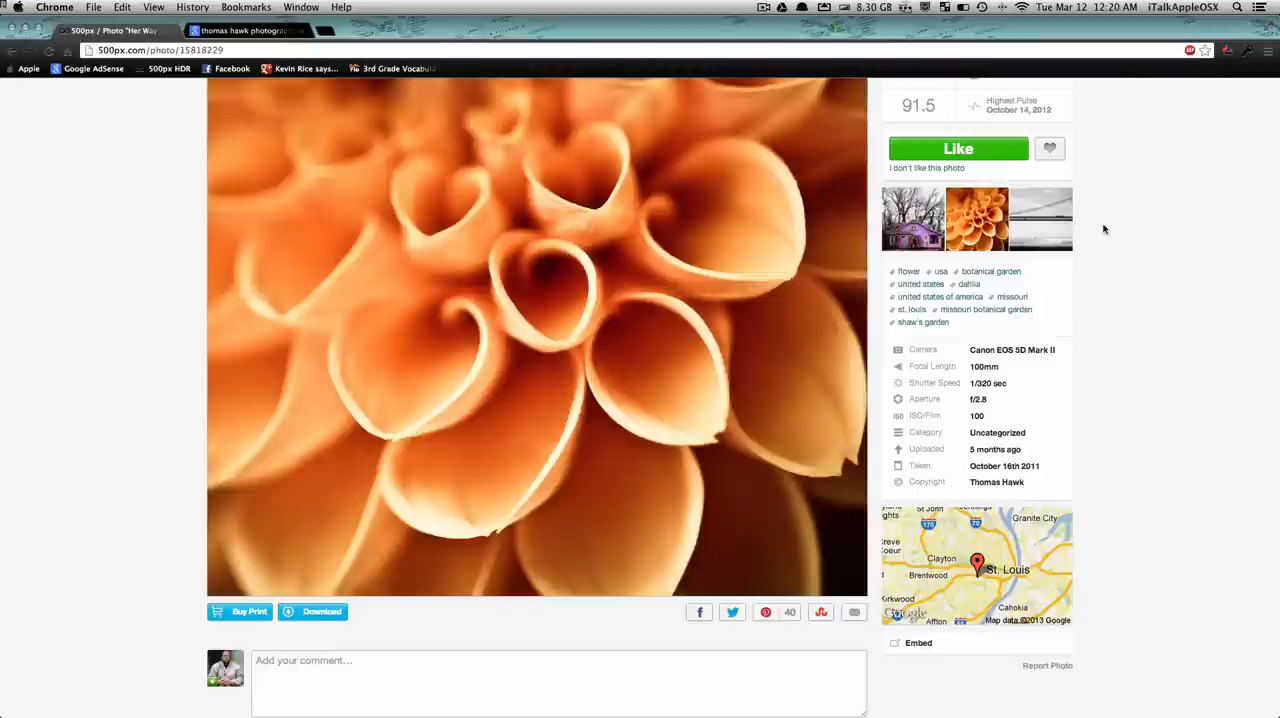 Chrome File Edit View History Bookmarks Window Help 8.30 GB Tue Mar 12 12:20 AM iTalkAppleOSX
500px / Photo "Her Way
thomas hawk photogra
500px.com/photo/15818229
Apple Google AdSense 500px HDR Facebook Kevin Rice says... 3rd Grade Vocabula
91.5
Highest Pulse
October 14, 2012
Like
I don't like this photo
flower usa botanical garden
united states dahlia
united states of america missouri
st. louis missouri botanical garden
shaw's garden
Camera Canon EOS 5D Mark II
Focal Length 100mm
Shutter Speed 1/320 sec
Aperture f/2.8
ISO ISO/Film 100
Category Uncategorized
Uploaded 5 months ago
Taken October 16th 2011
Copyright Thomas Hawk
St John
Granite City
170 70
Creve
Coeur
Clayton
St. Louis
Brentwood
Kirkwood
Cahokia
Google
Affton
Map data ©2013 Google
Buy Print Download 40
Embed
Add your comment...
Report Photo